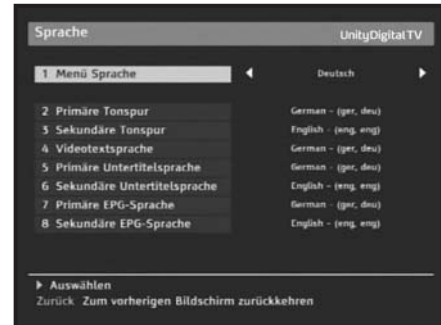 Sprache UnityDigitalTV
1 Menü Sprache Deutsch
2 Primäre Tonspur German - (ger, deu)
3 Sekundäre Tonspur English - (eng, eng)
4 Videotextsprache German - (ger, deu)
5 Primäre Untertitelsprache German - (ger, deu)
6 Sekundäre Untertitelsprache English - (eng, eng)
7 Primäre EPG-Sprache German - (ger, deu)
8 Sekundäre EPG-Sprache English - (eng, eng)
Auswählen
Zurück Zum vorherigen Bildschirm zurückkehren